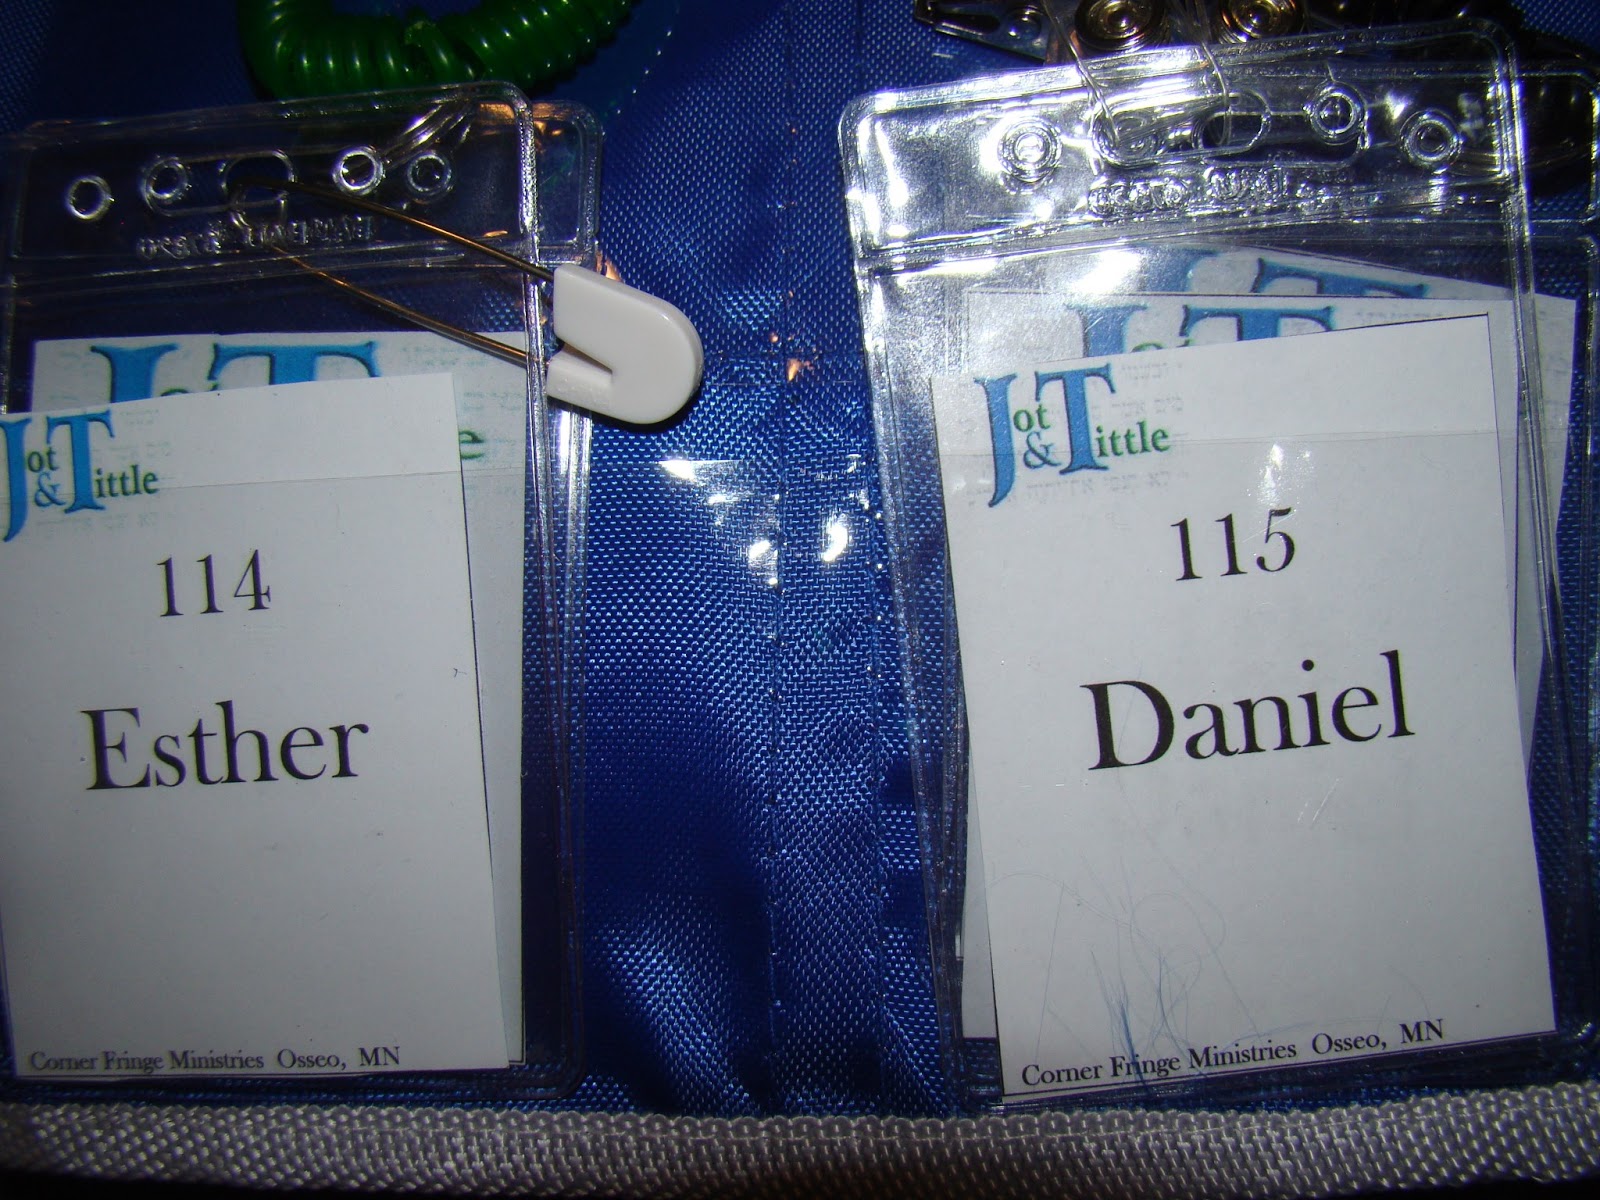 Jot
& Tittle
114
Esther
Corner Fringe Ministries Osseo, MN
Jot
& Tittle
115
Daniel
Corner Fringe Ministries Osseo, MN